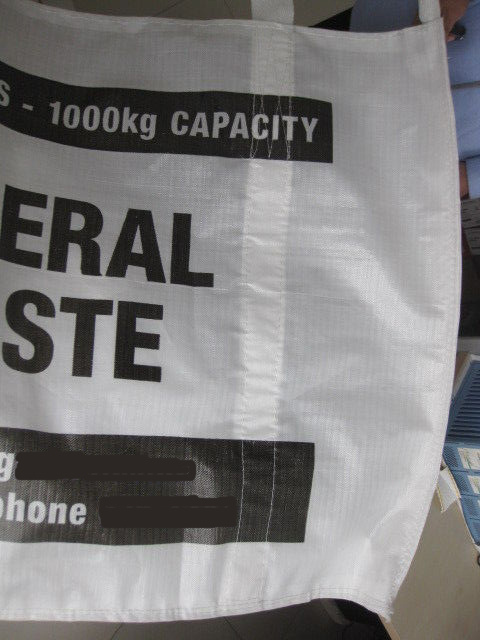 S - 1000kg CAPACITY
ERAL
STE
g
phone